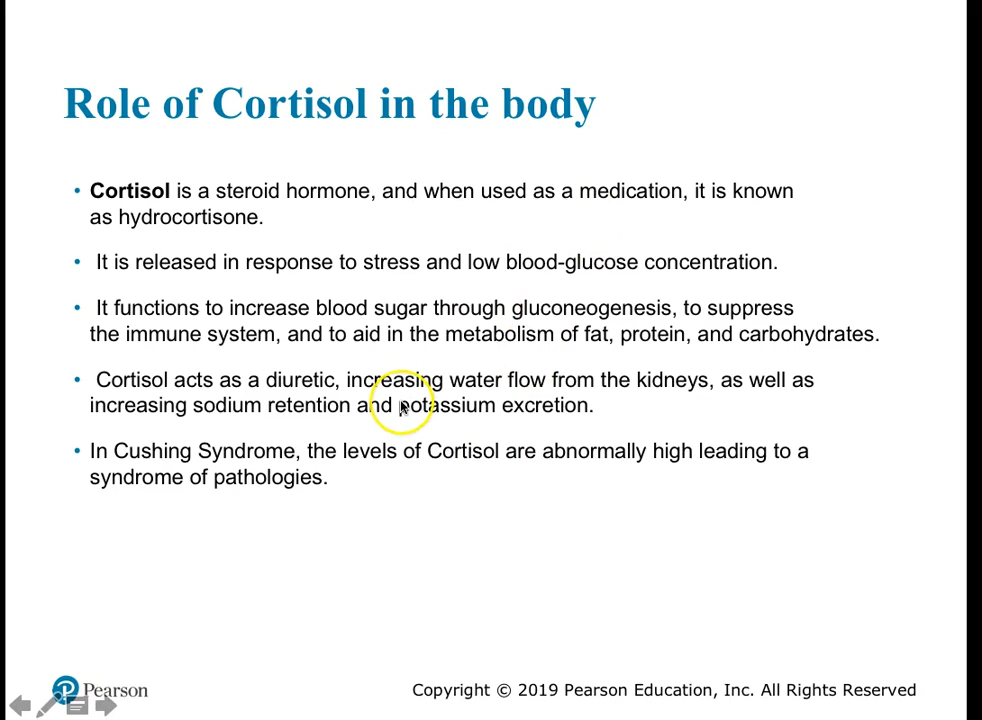 Role of Cortisol in the body
• Cortisol is a steroid hormone, and when used as a medication, it is known
as hydrocortisone.
• It is released in response to stress and low blood-glucose concentration.
• It functions to increase blood sugar through gluconeogenesis, to suppress
the immune system, and to aid in the metabolism of fat, protein, and carbohydrates.
• Cortisol acts as a diuretic, increasing water flow from the kidneys, as well as
increasing sodium retention and potassium excretion.
• In Cushing Syndrome, the levels of Cortisol are abnormally high leading to a
syndrome of pathologies.
P Pearson
Copyright © 2019 Pearson Education, Inc. All Rights Reserved